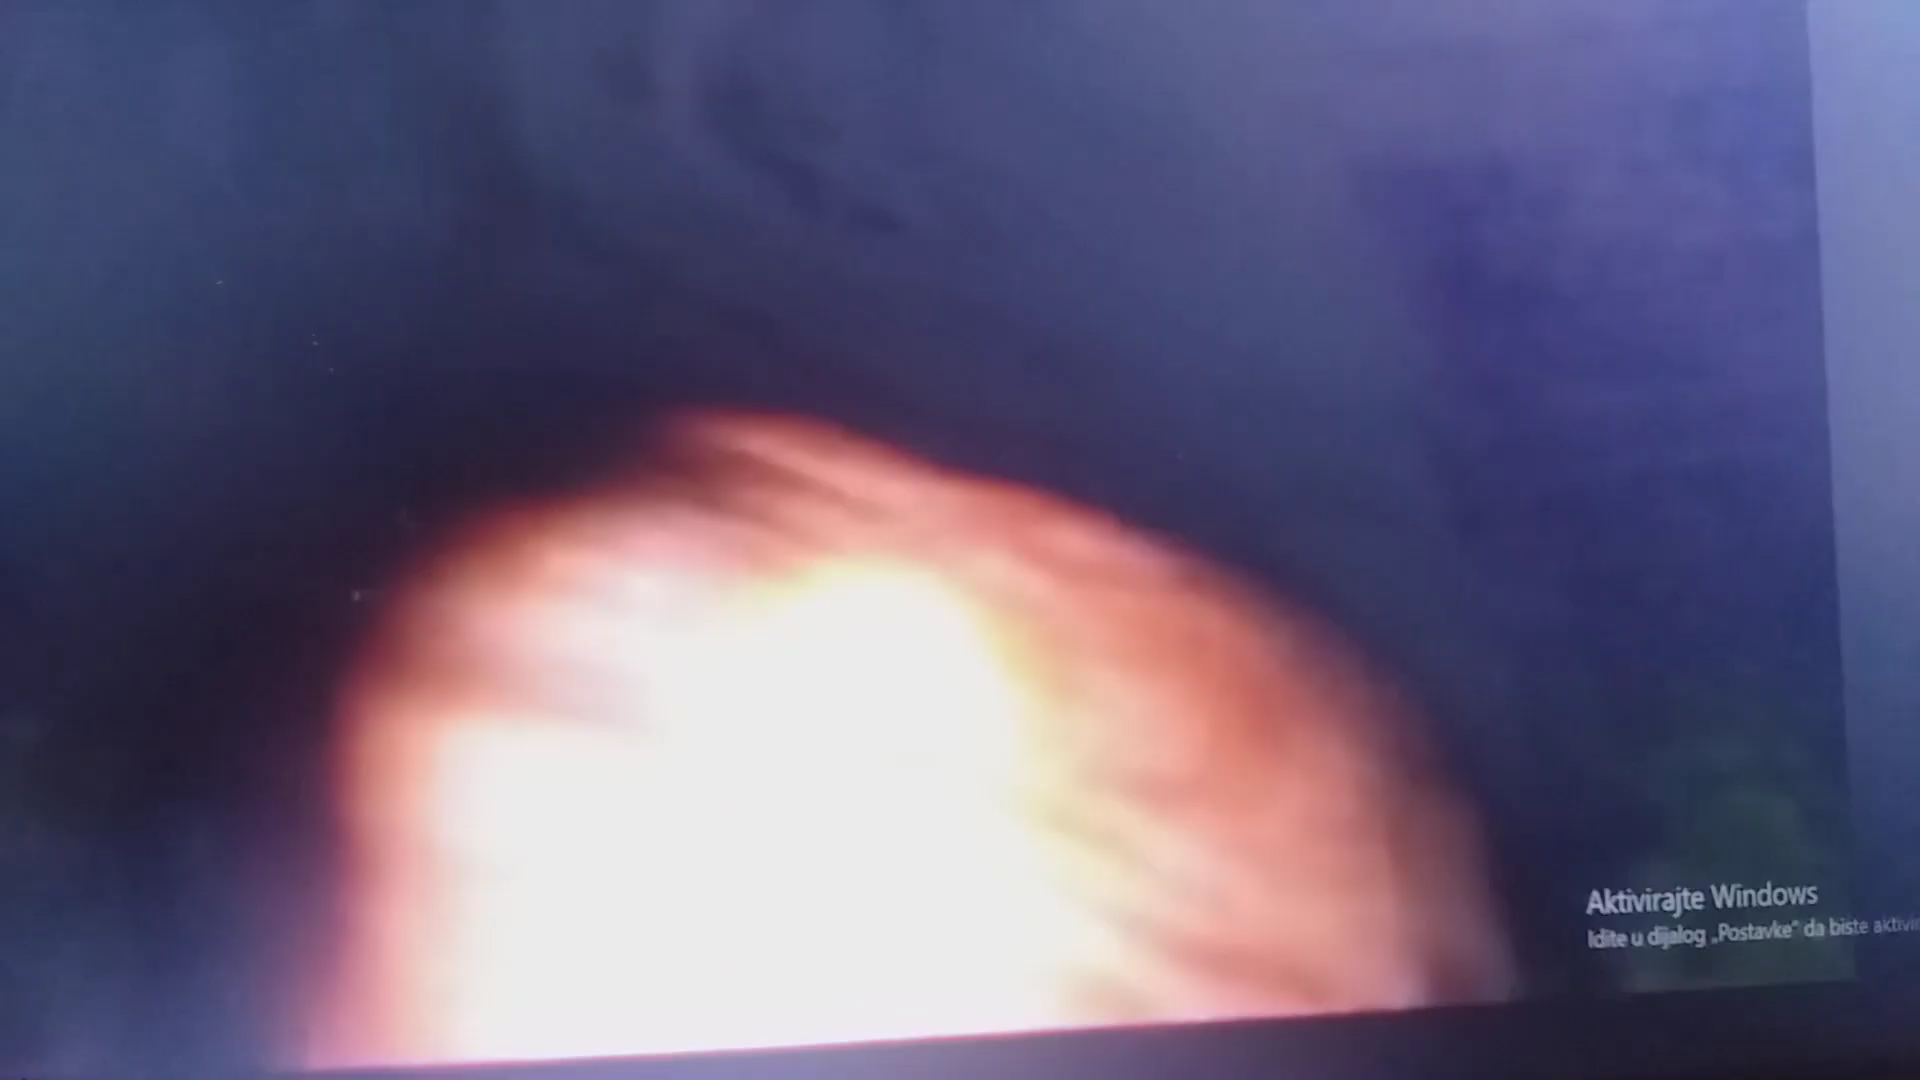 Aktivirajte Windows
Idite u dijalog „Postavke“ da biste